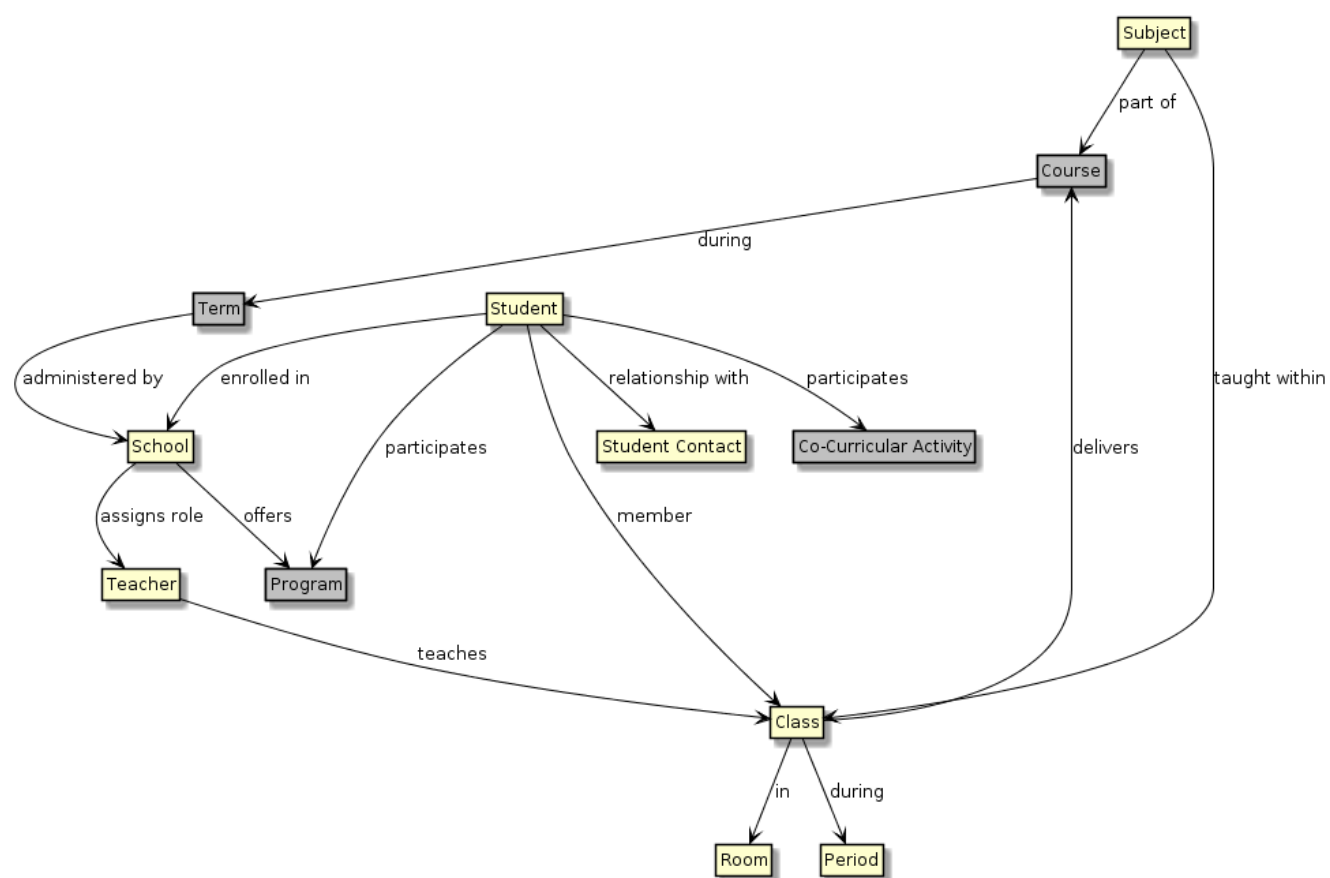 Subject
part of
Course
during
Term
Student
administered by
enrolled in
relationship with
participates
taught within
School
participates
Student Contact
Co-Curricular Activity
delivers
assigns role
offers
member
Teacher
Program
teaches
Class
in
during
Room
Period